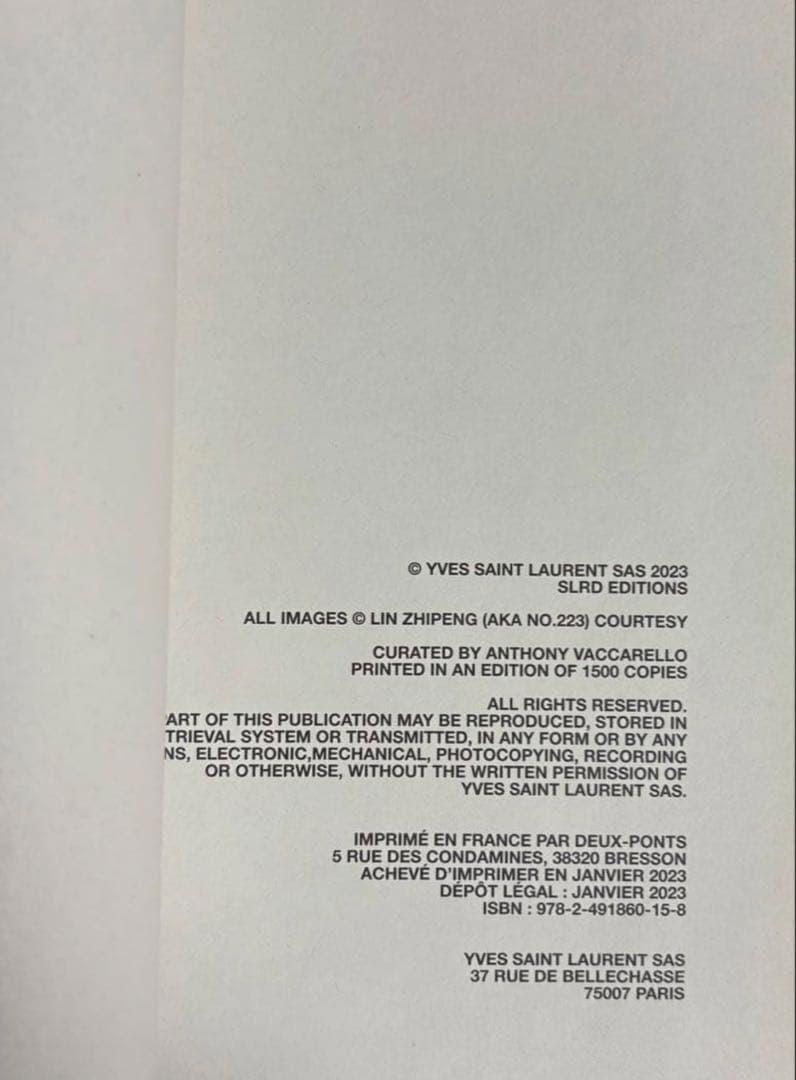 © YVES SAINT LAURENT SAS 2023
SLRD EDITIONS
ALL IMAGES © LIN ZHIPENG (AKA NO.223) COURTESY
CURATED BY ANTHONY VACCARELLO
PRINTED IN AN EDITION OF 1500 COPIES
ALL RIGHTS RESERVED.
ART OF THIS PUBLICATION MAY BE REPRODUCED, STORED IN
TRIEVAL SYSTEM OR TRANSMITTED, IN ANY FORM OR BY ANY
NS, ELECTRONIC,MECHANICAL, PHOTOCOPYING, RECORDING
OR OTHERWISE, WITHOUT THE WRITTEN PERMISSION OF
YVES SAINT LAURENT SAS.
IMPRIMÉ EN FRANCE PAR DEUX-PONTS
5 RUE DES CONDAMINES, 38320 BRESSON
ACHEVÉ D'IMPRIMER EN JANVIER 2023
DÉPÔT LÉGAL : JANVIER 2023
ISBN : 978-2-491860-15-8
YVES SAINT LAURENT SAS
37 RUE DE BELLECHASSE
75007 PARIS